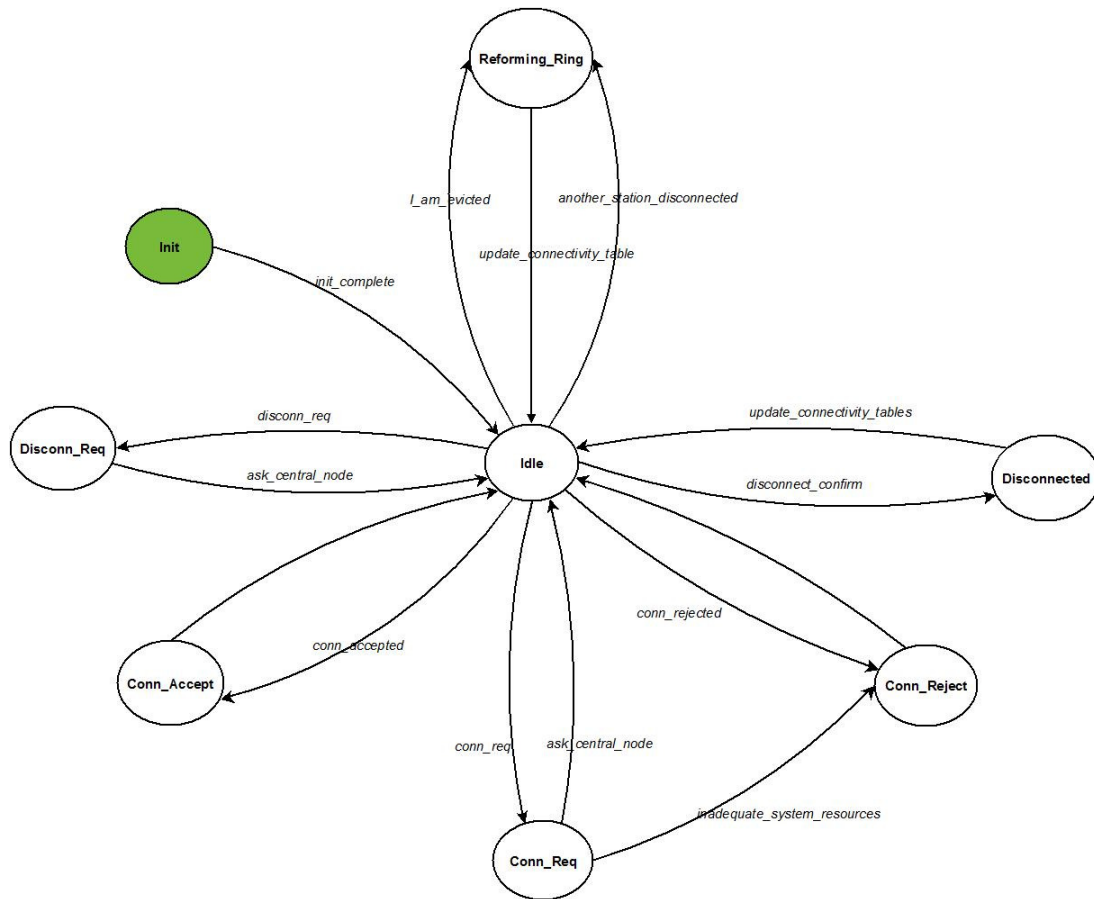 Reforming_Ring
I_am_evicted
another_station_disconnected
Init
update_connectivity_table
init_complete
disconn_req
update_connectivity_tables
Disconn_Req
Idle
ask_central_node
Disconnected
disconnect_confirm
conn_rejected
conn_accepted
Conn_Accept
Conn_Reject
conn_req
ask_central_node
inadequate_system_resources
Conn_Req